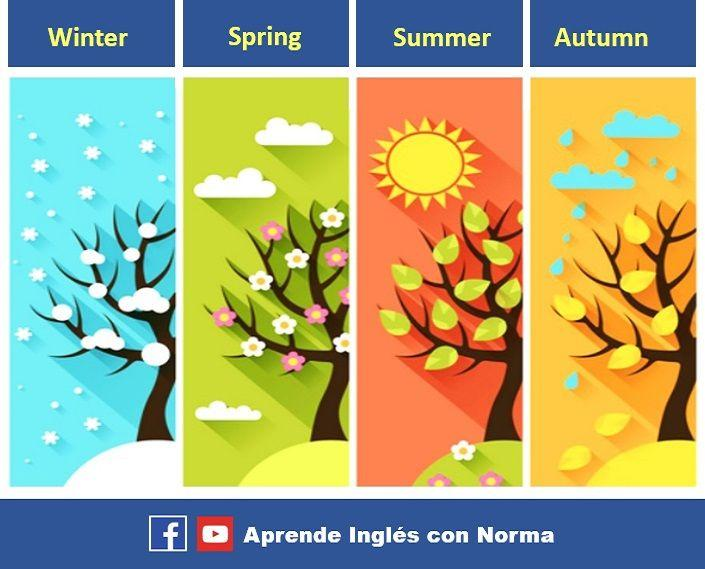 Winter
Spring
Summer
Autumn
Aprende Inglés con Norma